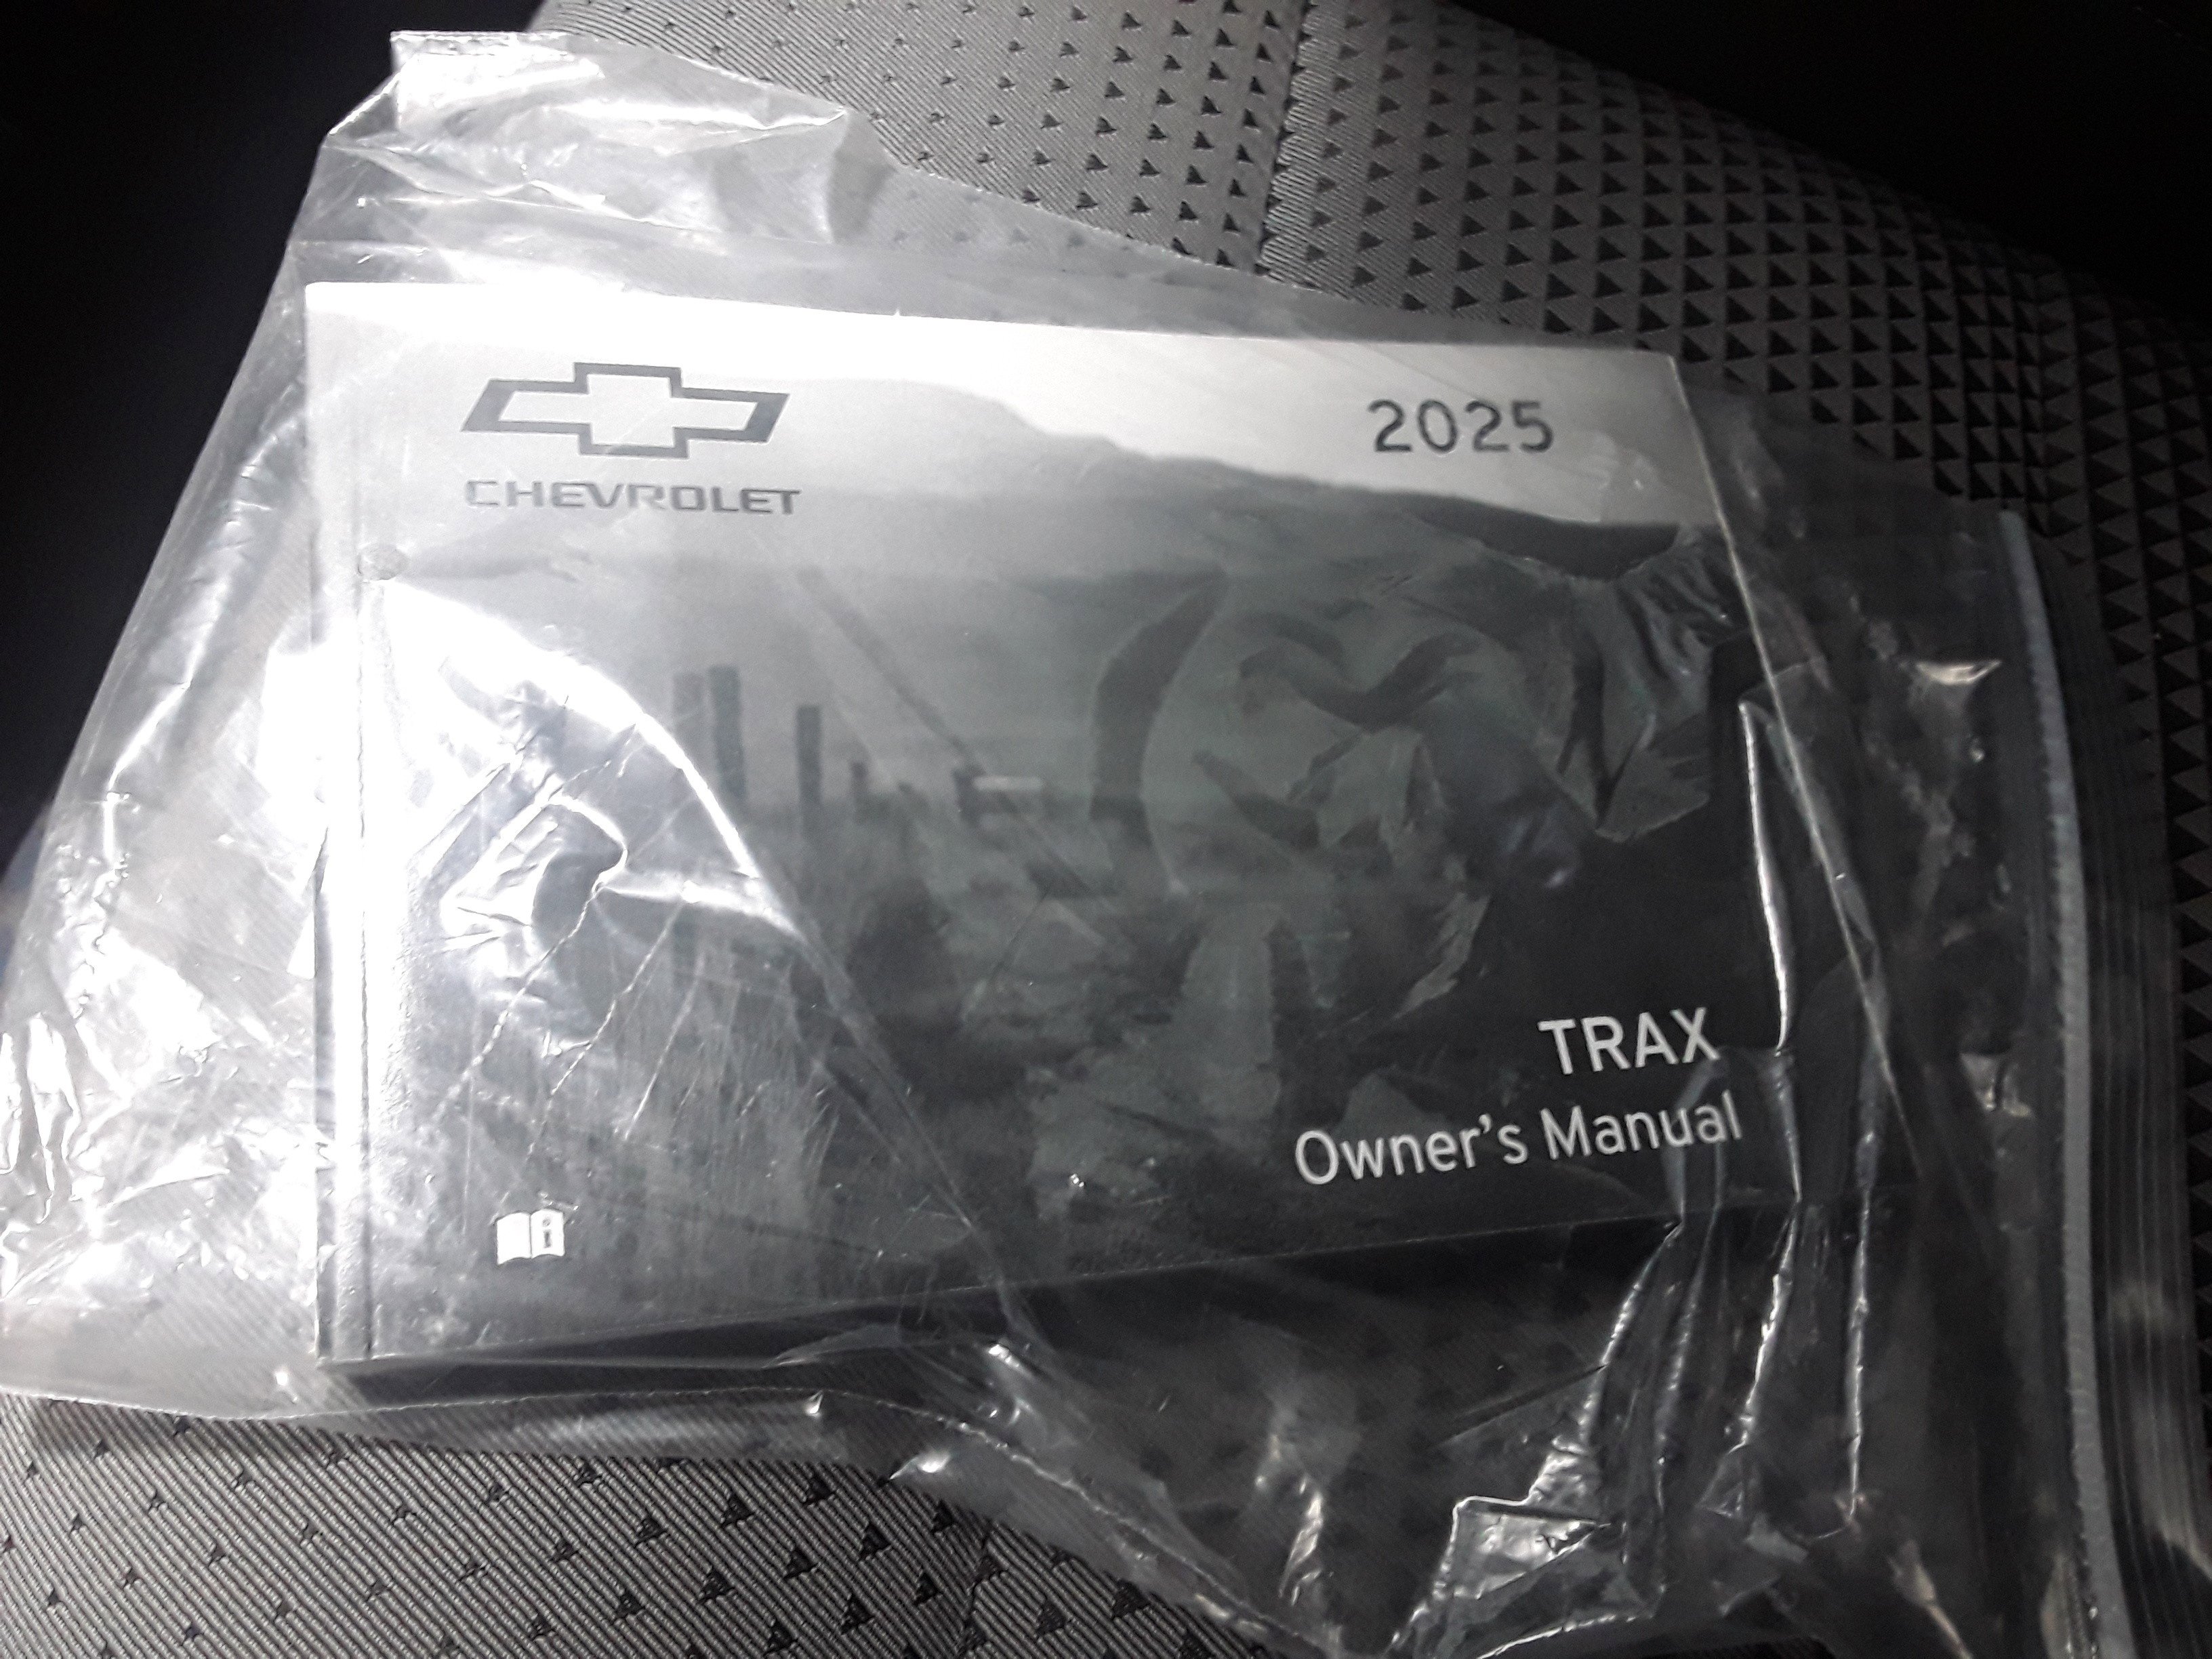 CHEVROLET
2025
TRAX
Owner's Manual